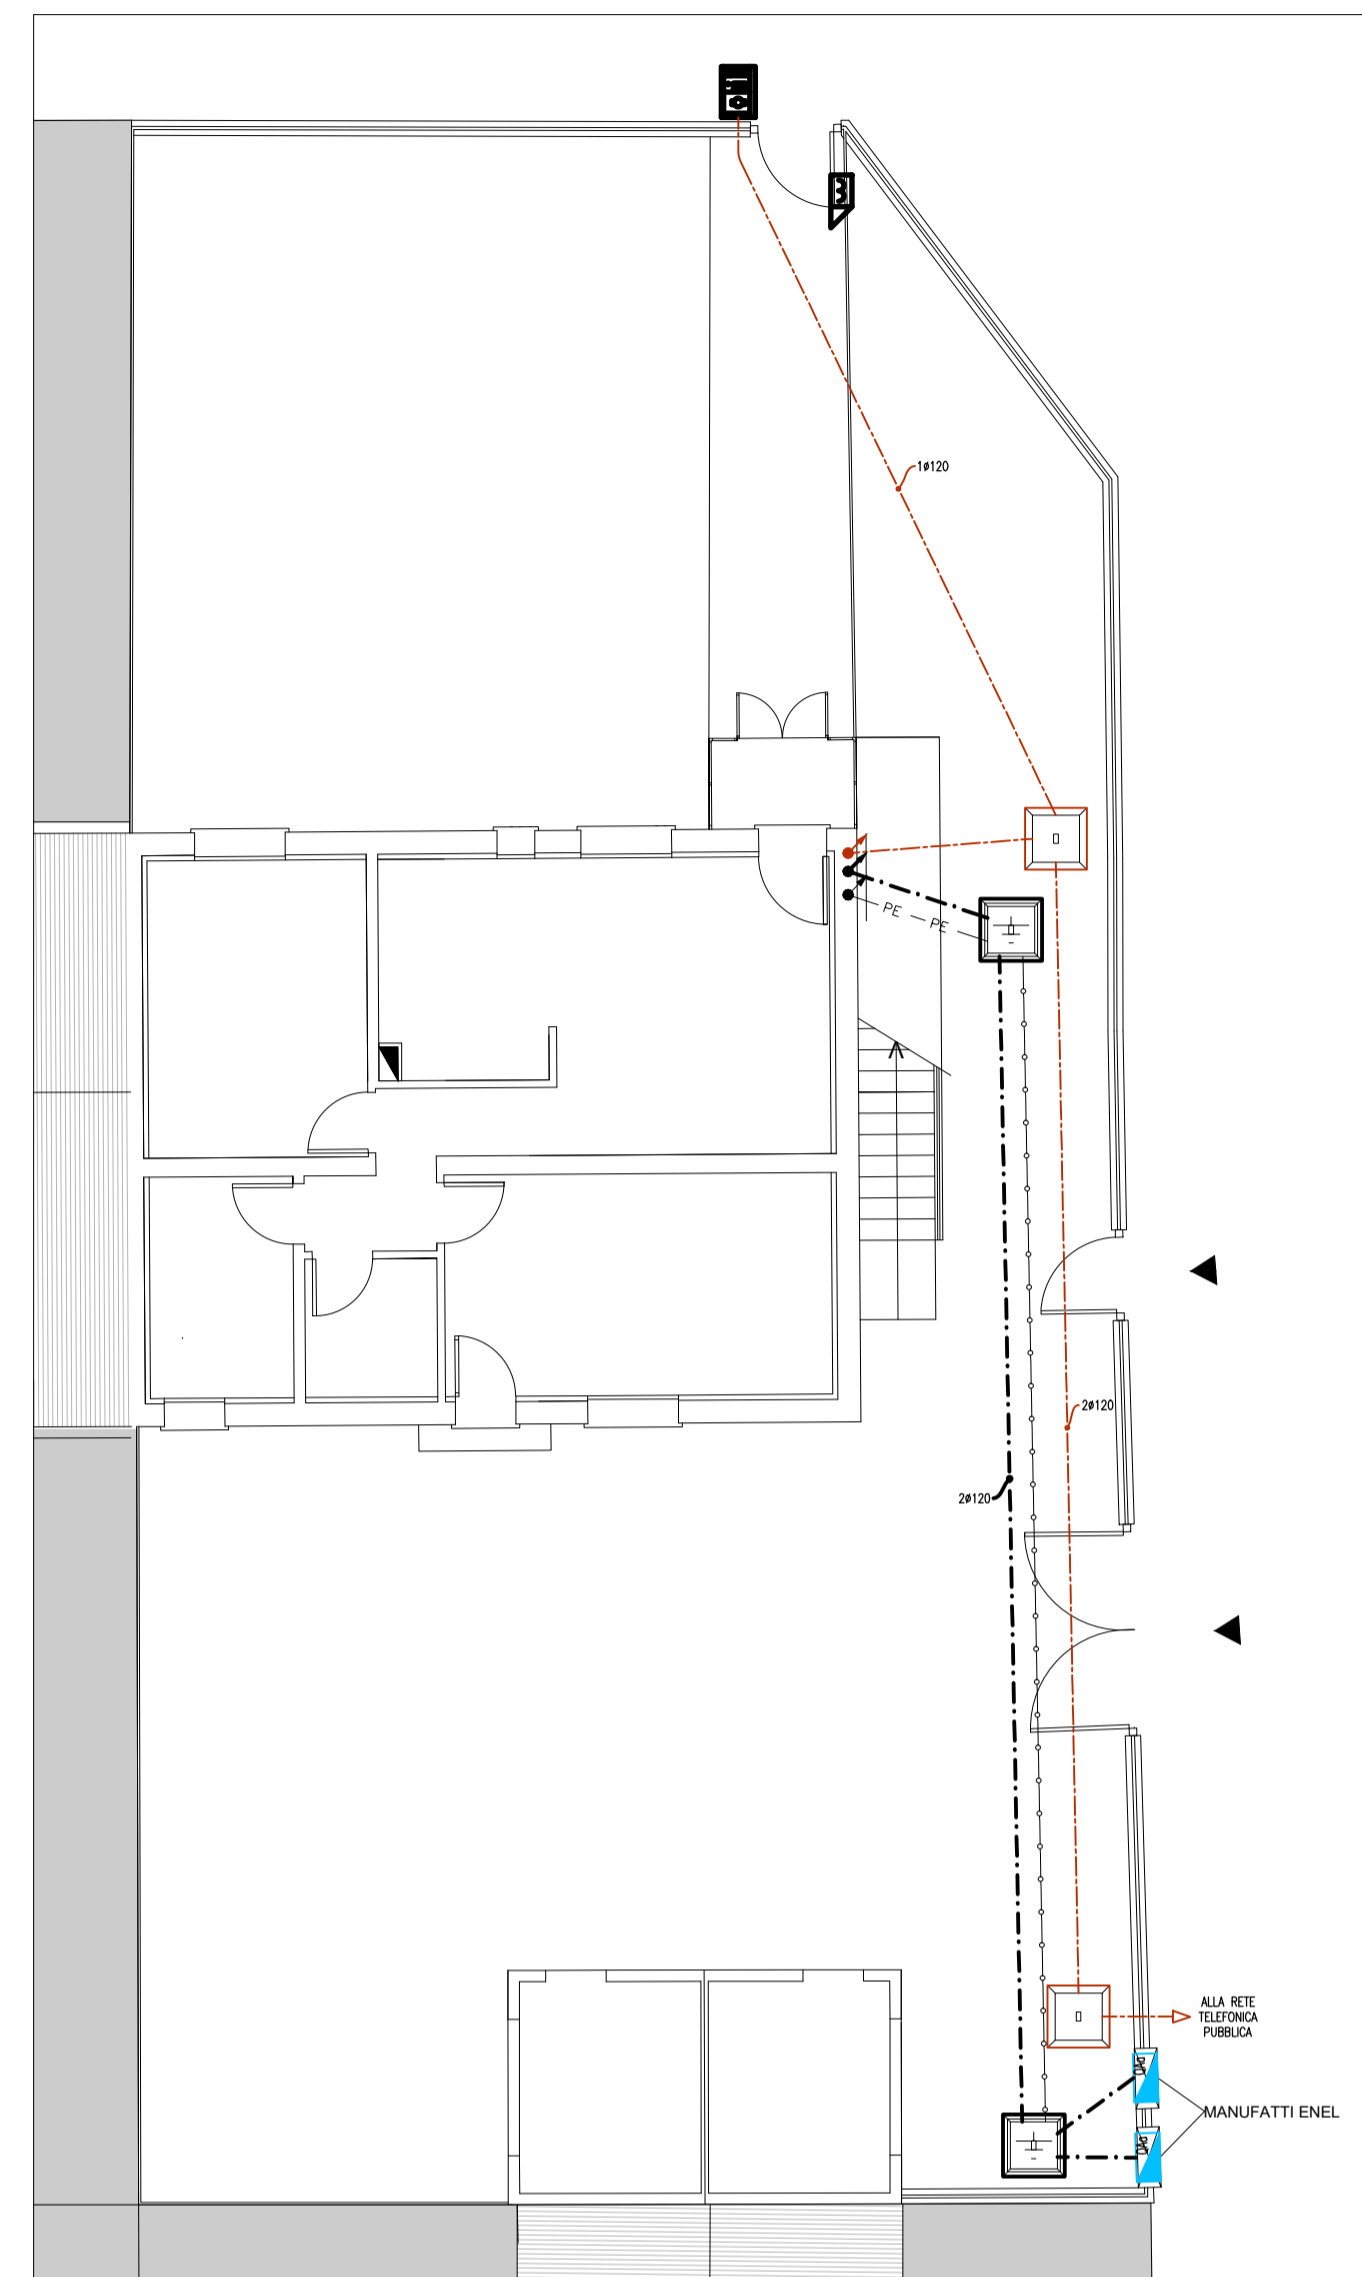 1ø120
PE
PE
2ø120
2ø120
ALLA RETE
TELEFONICA
PUBBLICA
MANUFATTI ENEL